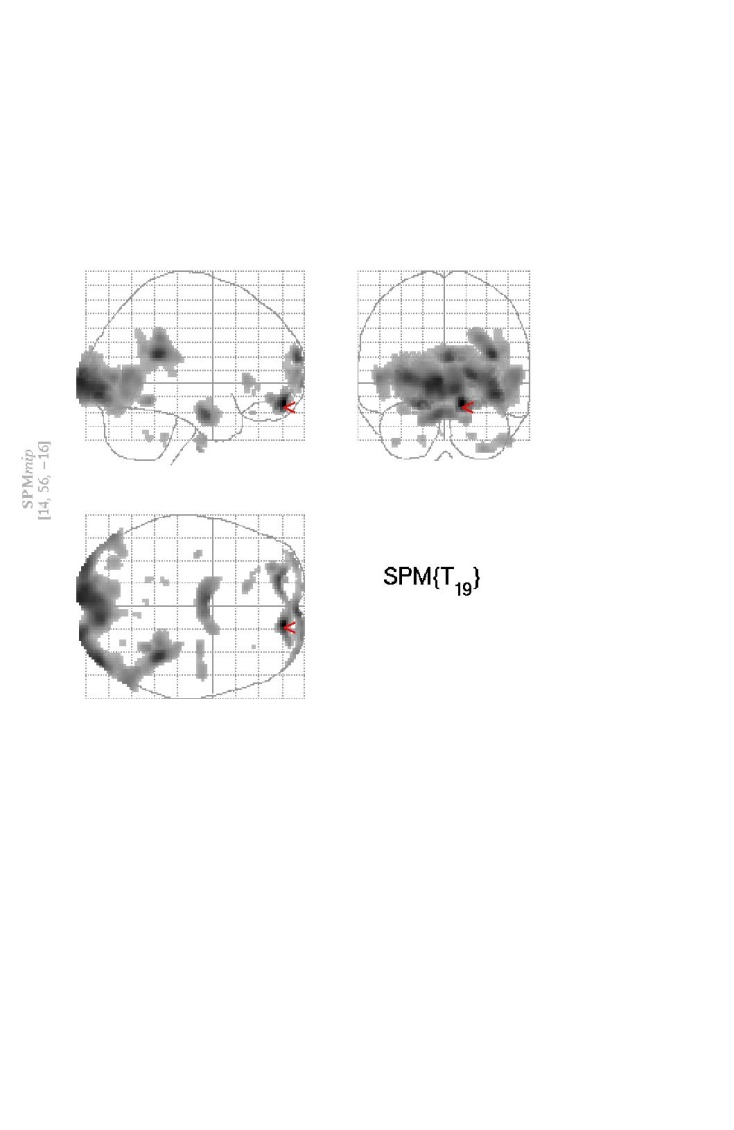 SPMmip
[14, 56, −16]
SPM{T19}